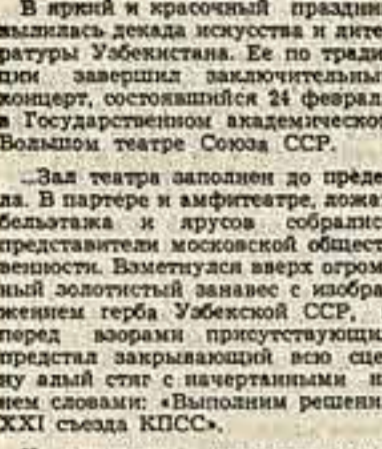 В яркий и красочный праздни
вылилась декада искусства и лите
ратуры Узбекистана. Ее по тради
ции завершил заключительны
концерт, состоявшийся 24 феврал
в Государственном академическо
Большом театре Союза ССР.
...Зал театра заполнен до преде
ла. В партере и амфитеатре, ложа
бельэтажа и ярусов собралис
представители московской общест
венности. Взметнулся вверх огром
ный золотистый занавес с изобра
жением герба Узбекской ССР,
перед взорами присутствующи
предстал закрывающий всю сце
ну алый стяг с начертанными н
нем словами: «Выполним решени
XXI съезда КПСС».